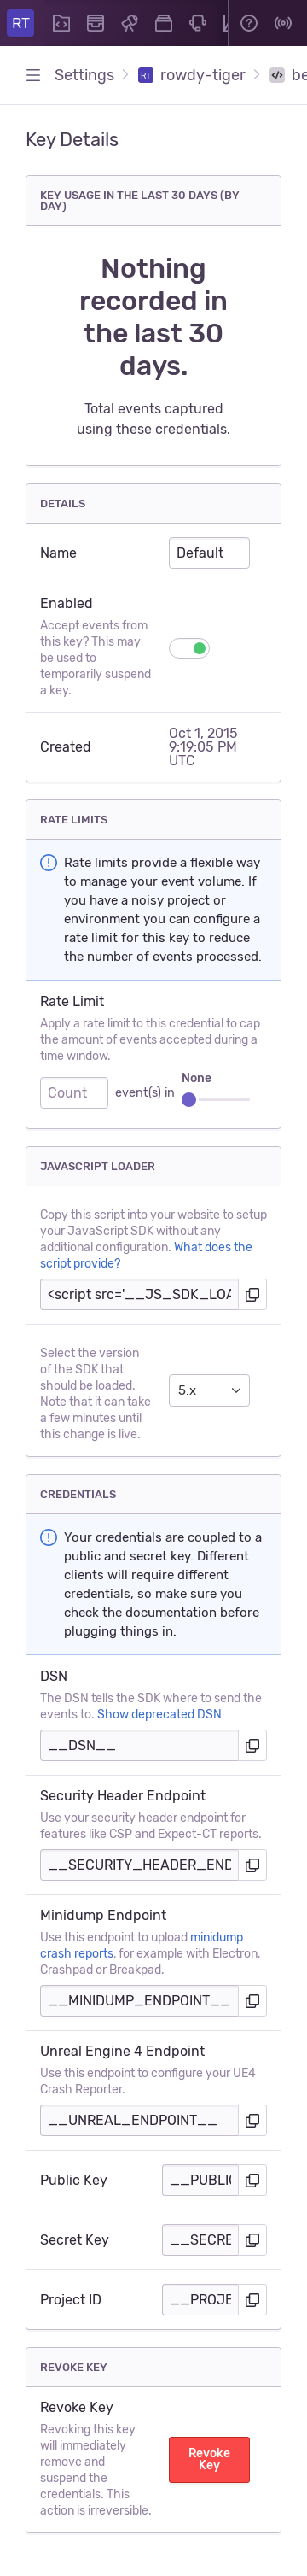 RT
Settings
RT
rowdy-tiger
be
Key Details
KEY USAGE IN THE LAST 30 DAYS (BY
DAY)
Nothing
recorded in
the last 30
days.
Total events captured
using these credentials.
DETAILS
Name
Default
Enabled
Accept events from
this key? This may
be used to
temporarily suspend
a key.
Created
Oct 1, 2015
9:19:05 PM
UTC
RATE LIMITS
Rate limits provide a flexible way
to manage your event volume. If
you have a noisy project or
environment you can configure a
rate limit for this key to reduce
the number of events processed.
Rate Limit
Apply a rate limit to this credential to cap
the amount of events accepted during a
time window.
None
Count
event(s) in
JAVASCRIPT LOADER
Copy this script into your website to setup
your JavaScript SDK without any
additional configuration. What does the
script provide?
<script src='__JS_SDK_LOA
Select the version
of the SDK that
should be loaded.
Note that it can take
a few minutes until
this change is live.
5.x
CREDENTIALS
Your credentials are coupled to a
public and secret key. Different
clients will require different
credentials, so make sure you
check the documentation before
plugging things in.
DSN
The DSN tells the SDK where to send the
events to. Show deprecated DSN
__DSN__
Security Header Endpoint
Use your security header endpoint for
features like CSP and Expect-CT reports.
__SECURITY_HEADER_END
Minidump Endpoint
Use this endpoint to upload minidump
crash reports, for example with Electron,
Crashpad or Breakpad.
__MINIDUMP_ENDPOINT__
Unreal Engine 4 Endpoint
Use this endpoint to configure your UE4
Crash Reporter.
__UNREAL_ENDPOINT__
Public Key
__PUBLIC
Secret Key
__SECRE
Project ID
__PROJE
REVOKE KEY
Revoke Key
Revoking this key
will immediately
remove and
suspend the
credentials. This
action is irreversible.
Revoke
Key